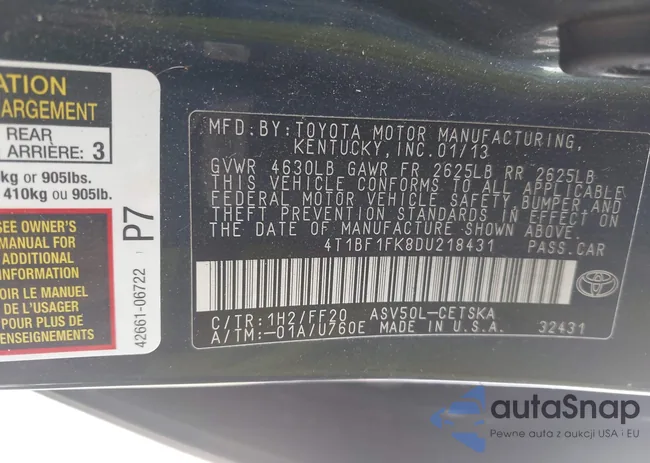 ATION
HARGEMENT
REAR
ARRIÈRE: 3
kg or 905lbs.
410kg ou 905lb.
SEE OWNER'S
MANUAL FOR
ADDITIONAL
INFORMATION
OIR LE MANUEL
DE L'USAGER
POUR PLUS DE
ENSEIGNEMENTS
P7
42661-06722
MFD. BY: TOYOTA MOTOR MANUFACTURING,
KENTUCKY, INC. 01/13
GVWR 4630LB GAWR FR 2625LB RR 2625LB
THIS VEHICLE CONFORMS TO ALL APPLICABLE
FEDERAL MOTOR VEHICLE SAFETY, BUMPER, AND
THEFT PREVENTION STANDARDS IN EFFECT ON
THE DATE OF MANUFACTURE SHOWN ABOVE.
4T1BF1FK8DU218431 PASS.CAR
C/TR: 1H2/FF20 ASV50L-CETSKA
A/TM: -01A/U760E MADE IN U.S.A. 32431
autaSnap
Pewne auta z aukcji USA i EU